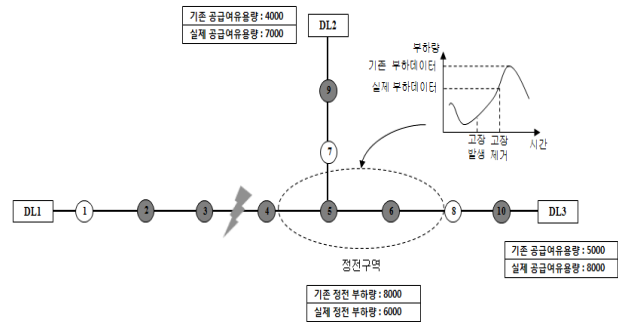 기존 공급여유용량 : 4000
실제 공급여유용량 : 7000
DL2
부하량
기존 부하데이터
실제 부하데이터
고장 발생
고장 제거
시간
9
7
DL1
1
2
3
4
5
6
8
10
DL3
정전구역
기존 공급여유용량 : 5000
실제 공급여유용량 : 8000
기존 정전 부하량 : 8000
실제 정전 부하량 : 6000